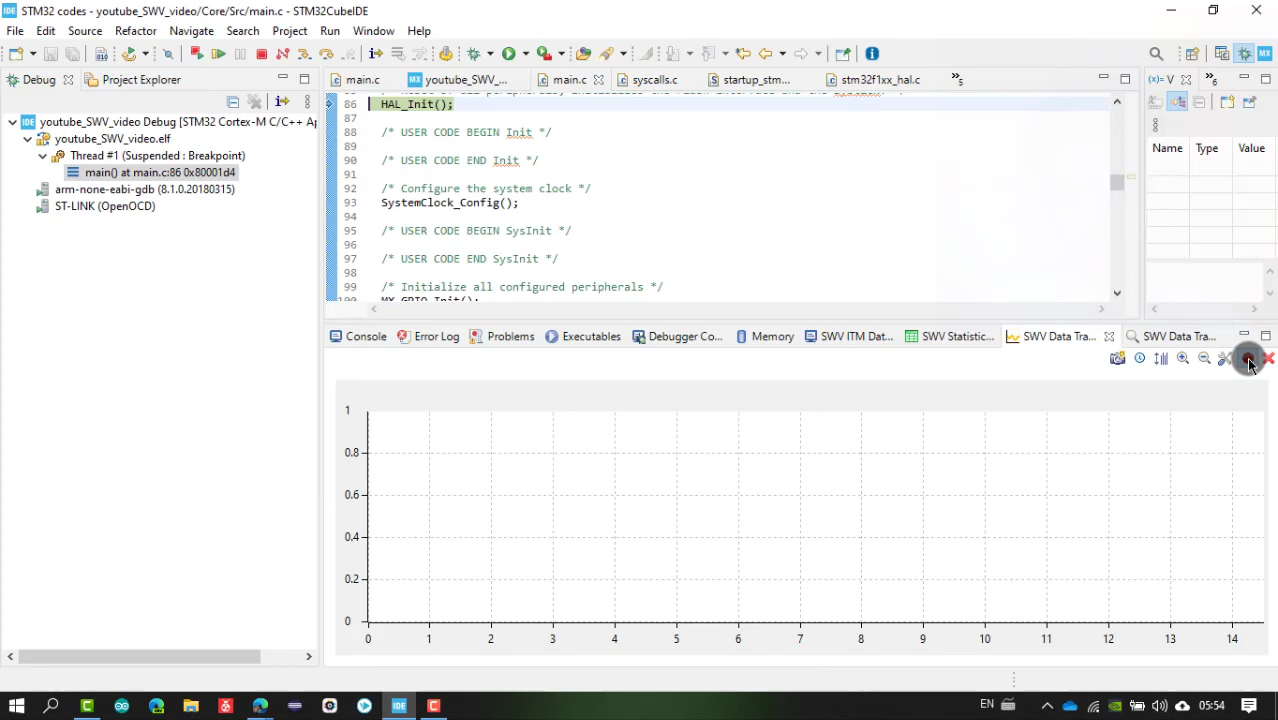 STM32 codes - youtube_SWV_video/Core/Src/main.c - STM32CubeIDE
File Edit Source Refactor Navigate Search Project Run Window Help
Debug Project Explorer
youtube_SWV_video Debug [STM32 Cortex-M C/C++ Ap
youtube_SWV_video.elf
Thread #1 (Suspended : Breakpoint)
main() at main.c:86 0x80001d4
arm-none-eabi-gdb (8.1.0.20180315)
ST-LINK (OpenOCD)
main.c youtube_SWV_... main.c syscalls.c startup_stm... stm32f1xx_hal.c »5
86 HAL_Init();
87
88 /* USER CODE BEGIN Init */
89
90 /* USER CODE END Init */
91
92 /* Configure the system clock */
93 SystemClock_Config();
94
95 /* USER CODE BEGIN SysInit */
96
97 /* USER CODE END SysInit */
98
99 /* Initialize all configured peripherals */
100 MX_GPIO_Init();
(x)= V »6
Name Type Value
Console Error Log Problems Executables Debugger Co... Memory SWV ITM Dat... SWV Statistic... SWV Data Tra... SWV Data Tra...
1
0.8
0.6
0.4
0.2
0
0 1 2 3 4 5 6 7 8 9 10 11 12 13 14
IDE EN 05:54